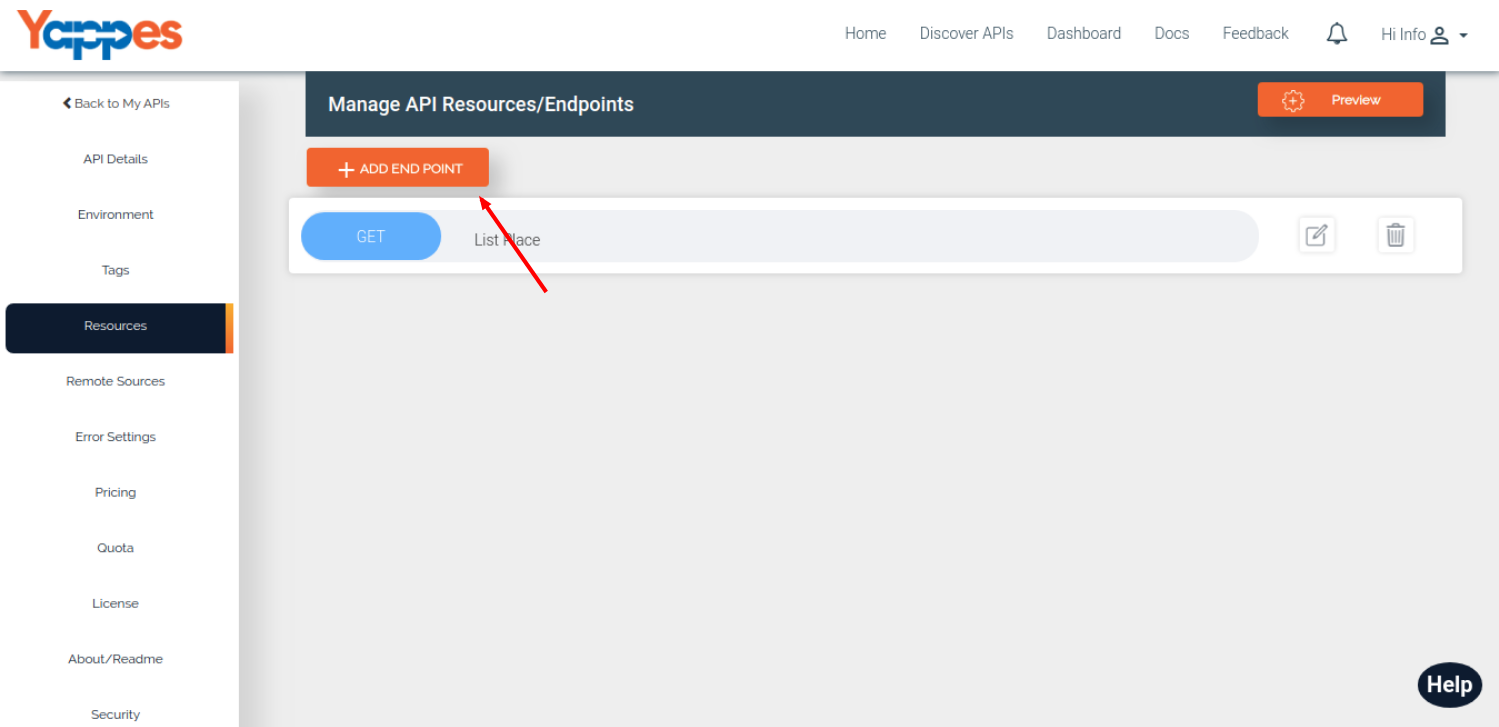 Yappes
Home Discover APIs Dashboard Docs Feedback Hi Info
Back to My APIs
API Details
Environment
Tags
Resources
Remote Sources
Error Settings
Pricing
Quota
License
About/Readme
Security
Manage API Resources/Endpoints
Preview
ADD END POINT
GET List Place
Help